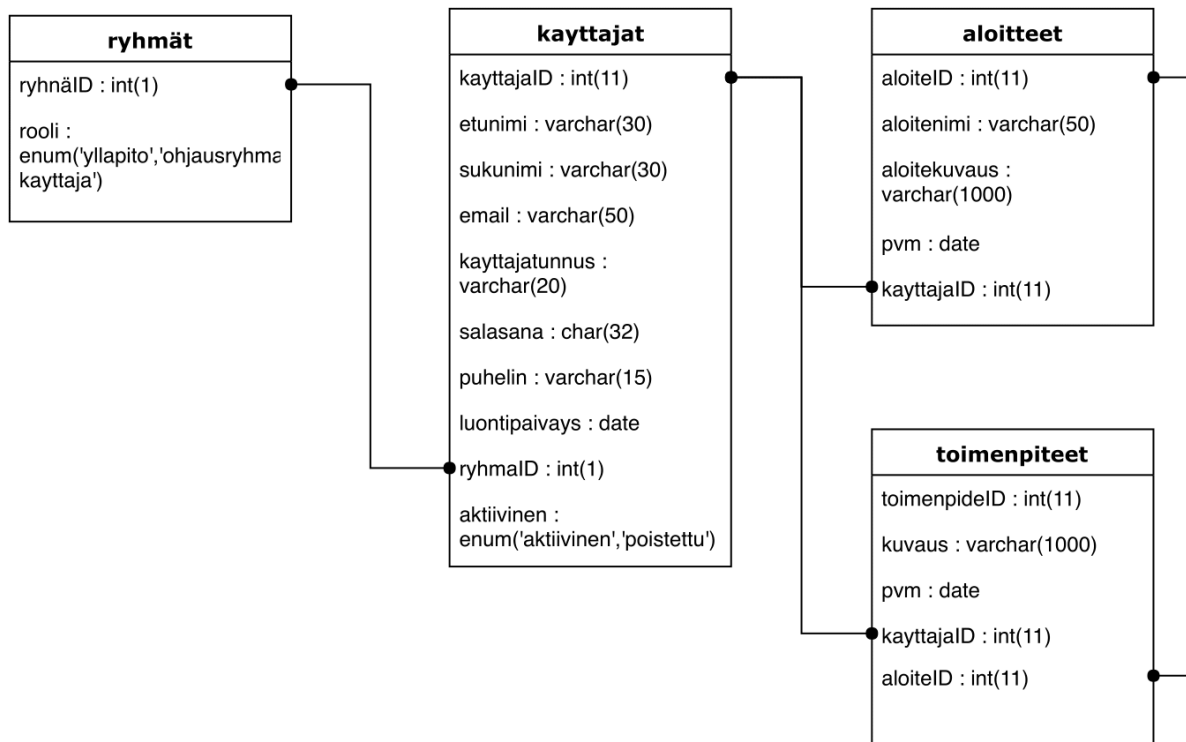 ryhmät
ryhnäID : int(1)
rooli :
enum('yllapito','ohjausryhma
kayttaja')
kayttajat
kayttajaID : int(11)
etunimi : varchar(30)
sukunimi : varchar(30)
email : varchar(50)
kayttajatunnus :
varchar(20)
salasana : char(32)
puhelin : varchar(15)
luontipaivays : date
ryhmaID : int(1)
aktiivinen :
enum('aktiivinen','poistettu')
aloitteet
aloiteID : int(11)
aloitenimi : varchar(50)
aloitekuvaus :
varchar(1000)
pvm : date
kayttajaID : int(11)
toimenpiteet
toimenpideID : int(11)
kuvaus : varchar(1000)
pvm : date
kayttajaID : int(11)
aloiteID : int(11)